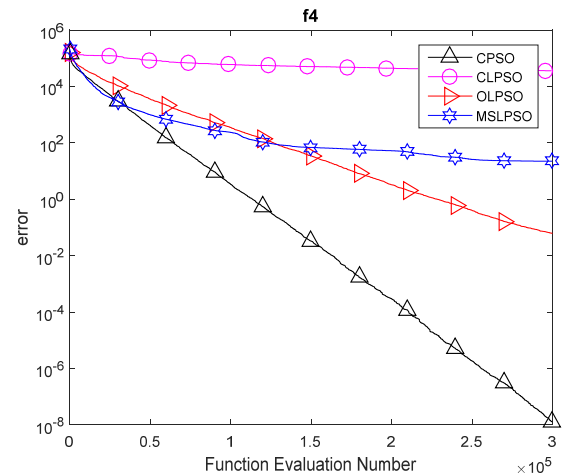 f4
error
10^6
10^4
10^2
10^0
10^-2
10^-4
10^-6
10^-8
CPSO
CLPSO
OLPSO
MSLPSO
0 0.5 1 1.5 2 2.5 3
×10^5
Function Evaluation Number